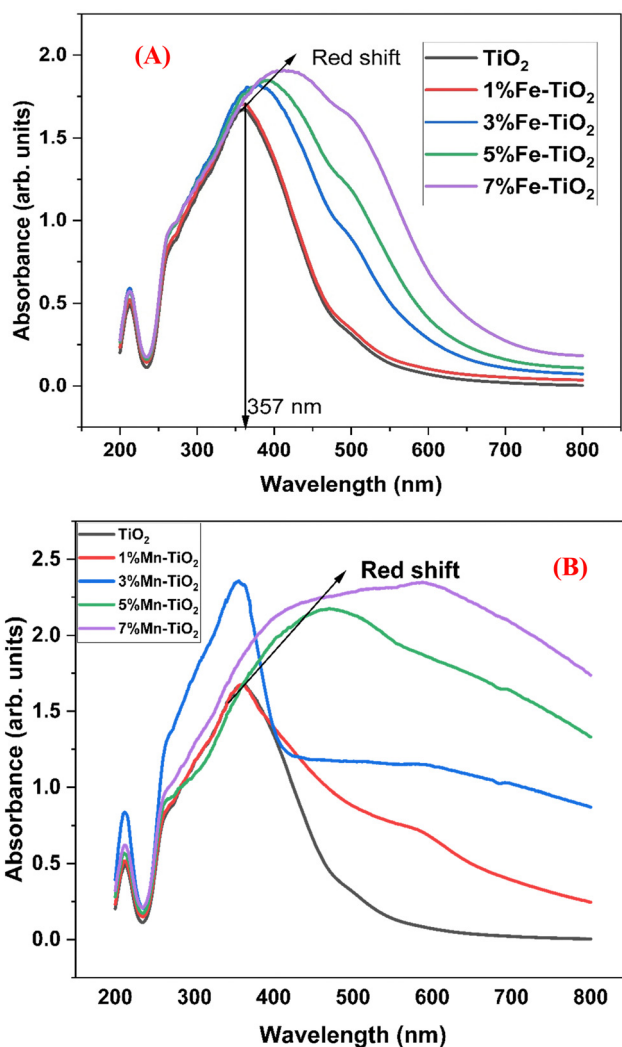 (A)
Red shift
TiO2
1%Fe-TiO2
3%Fe-TiO2
5%Fe-TiO2
7%Fe-TiO2
Absorbance (arb. units)
2.0
1.5
1.0
0.5
0.0
357 nm
200 300 400 500 600 700 800
Wavelength (nm)
(B)
Red shift
TiO2
1%Mn-TiO2
3%Mn-TiO2
5%Mn-TiO2
7%Mn-TiO2
Absorbance (arb. units)
2.5
2.0
1.5
1.0
0.5
0.0
200 300 400 500 600 700 800
Wavelength (nm)